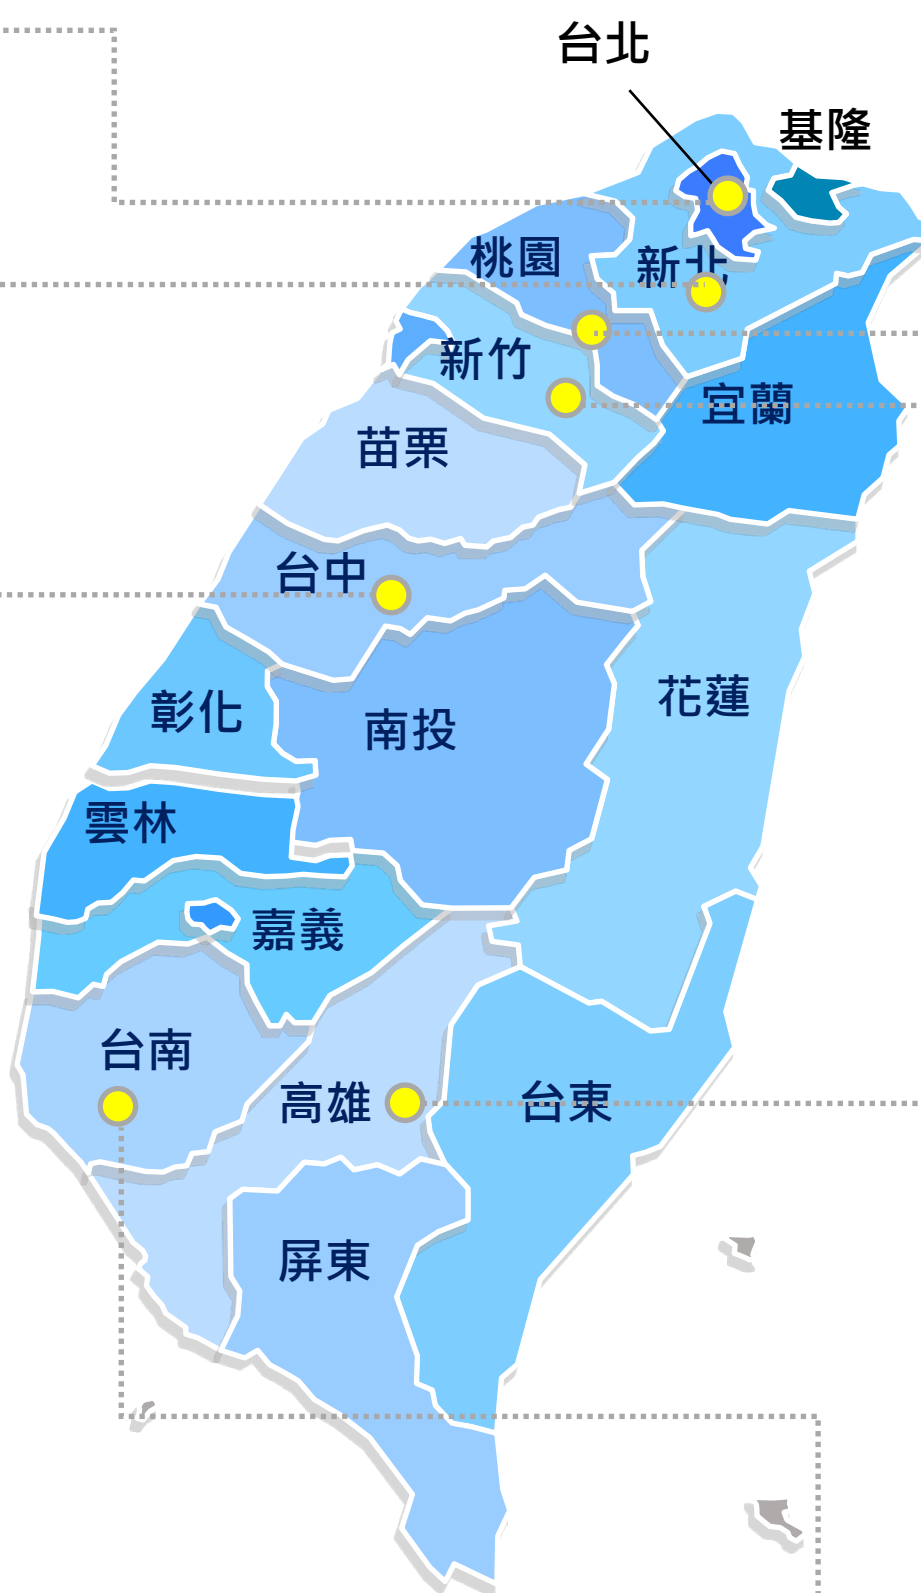 台北
基隆
桃園
新北
新竹
宜蘭
苗栗
台中
花蓮
彰化
南投
雲林
嘉義
台南
高雄
台東
屏東